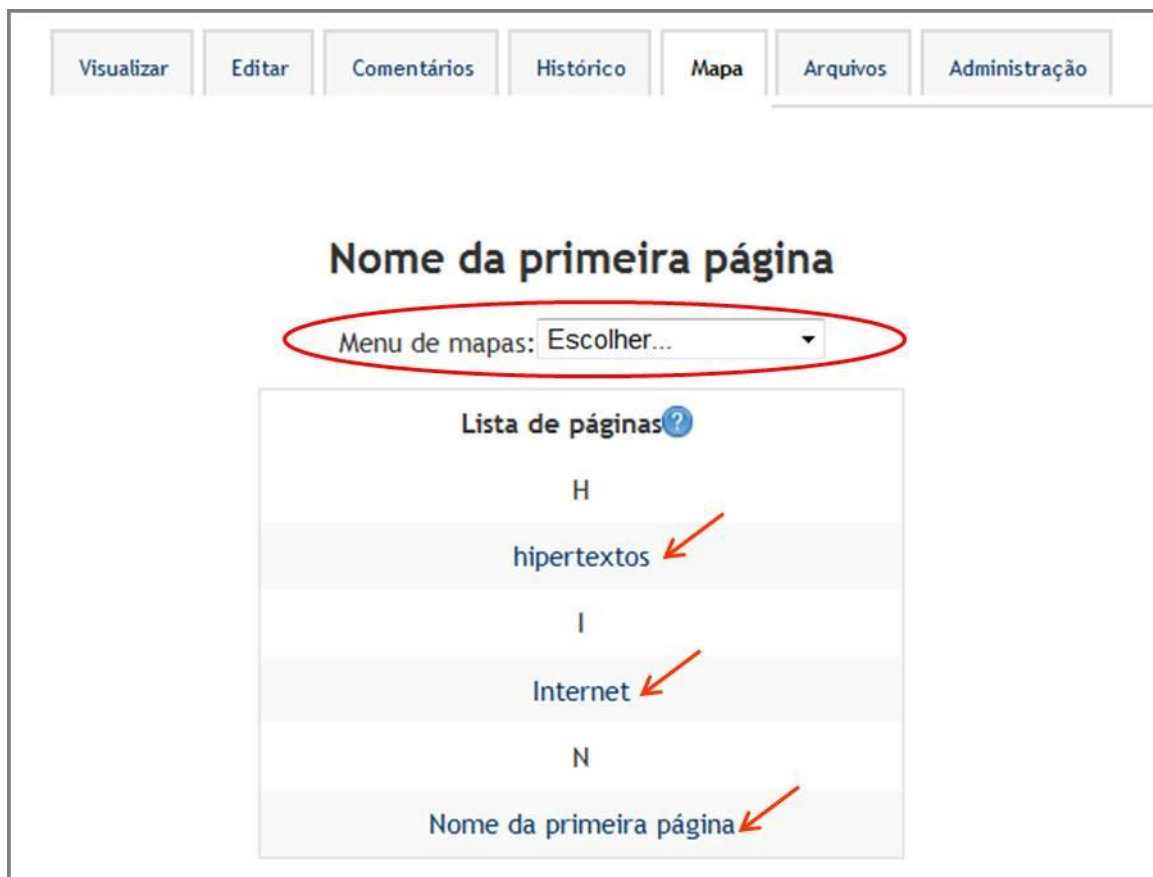 Visualizar Editar Comentários Histórico Mapa Arquivos Administração
Nome da primeira página
Menu de mapas: Escolher...
Lista de páginas?
H
hipertextos
I
Internet
N
Nome da primeira página